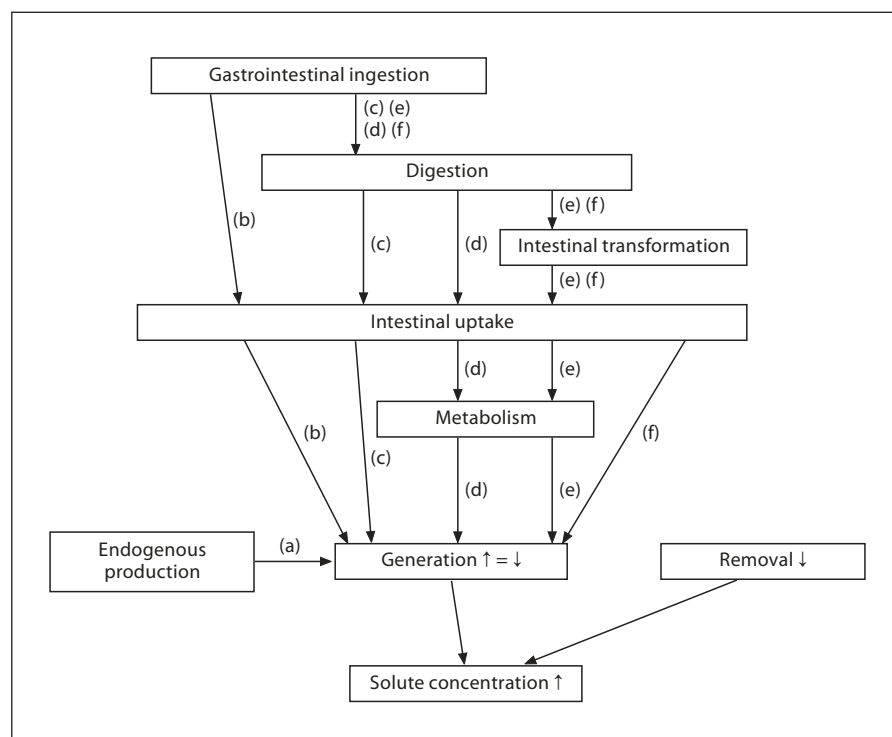 Gastrointestinal ingestion
(c) (e)
(d) (f)
Digestion
(b)
(c)
(d)
(e) (f)
Intestinal transformation
(e) (f)
Intestinal uptake
(d)
(e)
Metabolism
(b)
(c)
(d)
(e)
(f)
Endogenous
production
(a)
Generation ↑ = ↓
Removal ↓
Solute concentration ↑